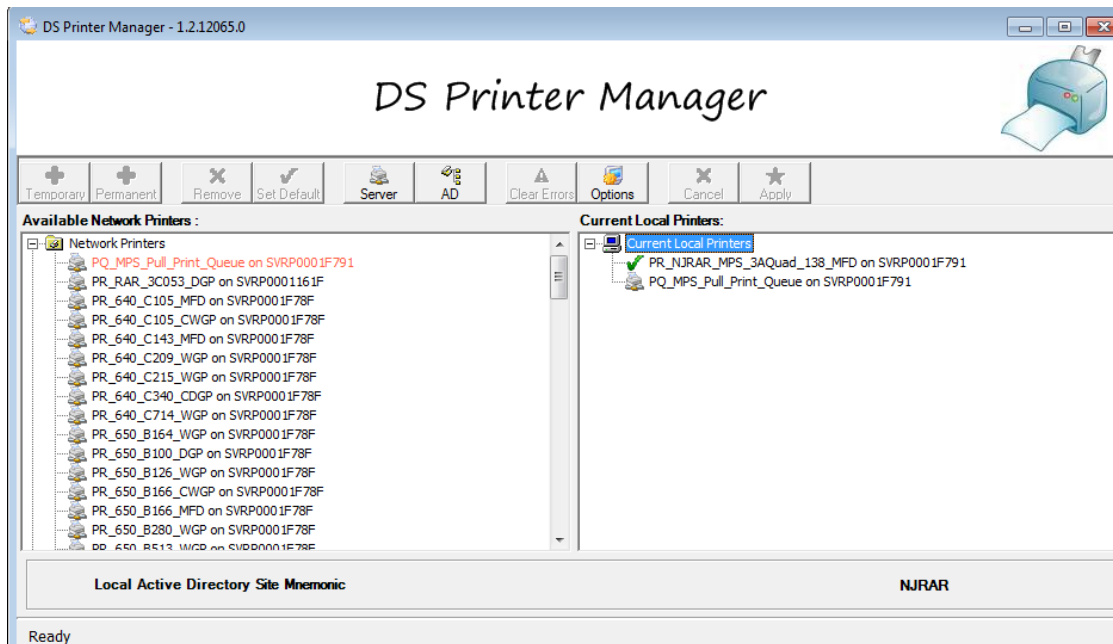 DS Printer Manager - 1.2.12065.0
DS Printer Manager
Temporary Permanent Remove Set Default Server AD Clear Errors Options Cancel Apply
Available Network Printers :
Network Printers
PQ_MPS_Pull_Print_Queue on SVRP0001F791
PR_RAR_3C053_DGP on SVRP0001161F
PR_640_C105_MFD on SVRP0001F78F
PR_640_C105_CWGP on SVRP0001F78F
PR_640_C143_MFD on SVRP0001F78F
PR_640_C209_WGP on SVRP0001F78F
PR_640_C215_WGP on SVRP0001F78F
PR_640_C340_CDGP on SVRP0001F78F
PR_640_C714_WGP on SVRP0001F78F
PR_650_B164_WGP on SVRP0001F78F
PR_650_B100_DGP on SVRP0001F78F
PR_650_B126_WGP on SVRP0001F78F
PR_650_B166_CWGP on SVRP0001F78F
PR_650_B166_MFD on SVRP0001F78F
PR_650_B280_WGP on SVRP0001F78F
PR_650_B513_WGP on SVRP0001F78F
Current Local Printers:
Current Local Printers
PR_NJRAR_MPS_3AQuad_138_MFD on SVRP0001F791
PQ_MPS_Pull_Print_Queue on SVRP0001F791
Local Active Directory Site Mnemonic NJRAR
Ready